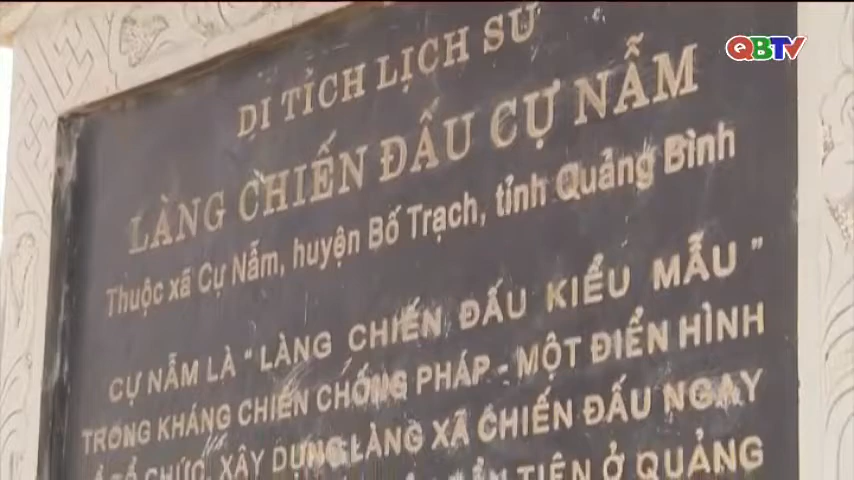 QBTV
DI TÍCH LỊCH SỬ
LÀNG CHIẾN ĐẤU CỰ NẪM
Thuộc xã Cự Nẫm, huyện Bố Trạch, tỉnh Quảng Bình
CỰ NẪM LÀ "LÀNG CHIẾN ĐẤU KIỂU MẪU"
TRONG KHÁNG CHIẾN CHỐNG PHÁP - MỘT ĐIỂN HÌNH
TỔ CHỨC, XÂY DỰNG LÀNG XÃ CHIẾN ĐẤU NGAY
TIÊN Ở QUẢNG